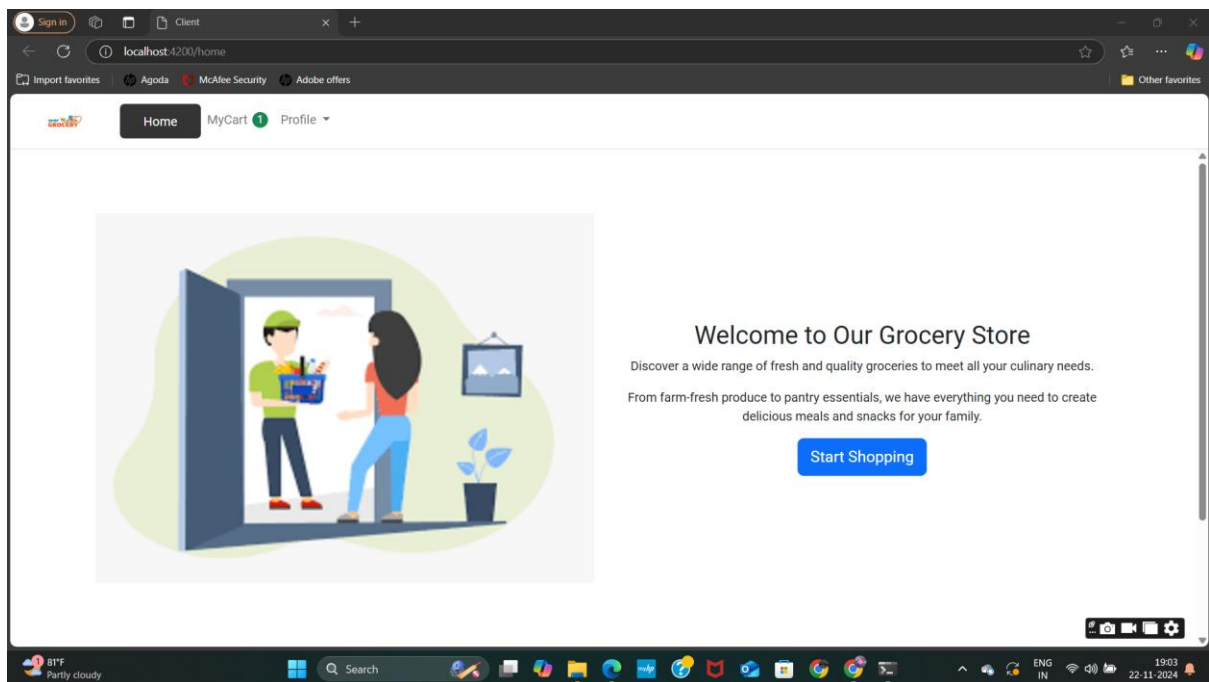 Sign in
Client
localhost:4200/home
Import favorites
Agoda
McAfee Security
Adobe offers
Other favorites
GROCERY
Home
MyCart 1
Profile
Welcome to Our Grocery Store
Discover a wide range of fresh and quality groceries to meet all your culinary needs.
From farm-fresh produce to pantry essentials, we have everything you need to create
delicious meals and snacks for your family.
Start Shopping
1
81°F
Partly cloudy
Search
myhp
ENG
IN
19:03
22-11-2024